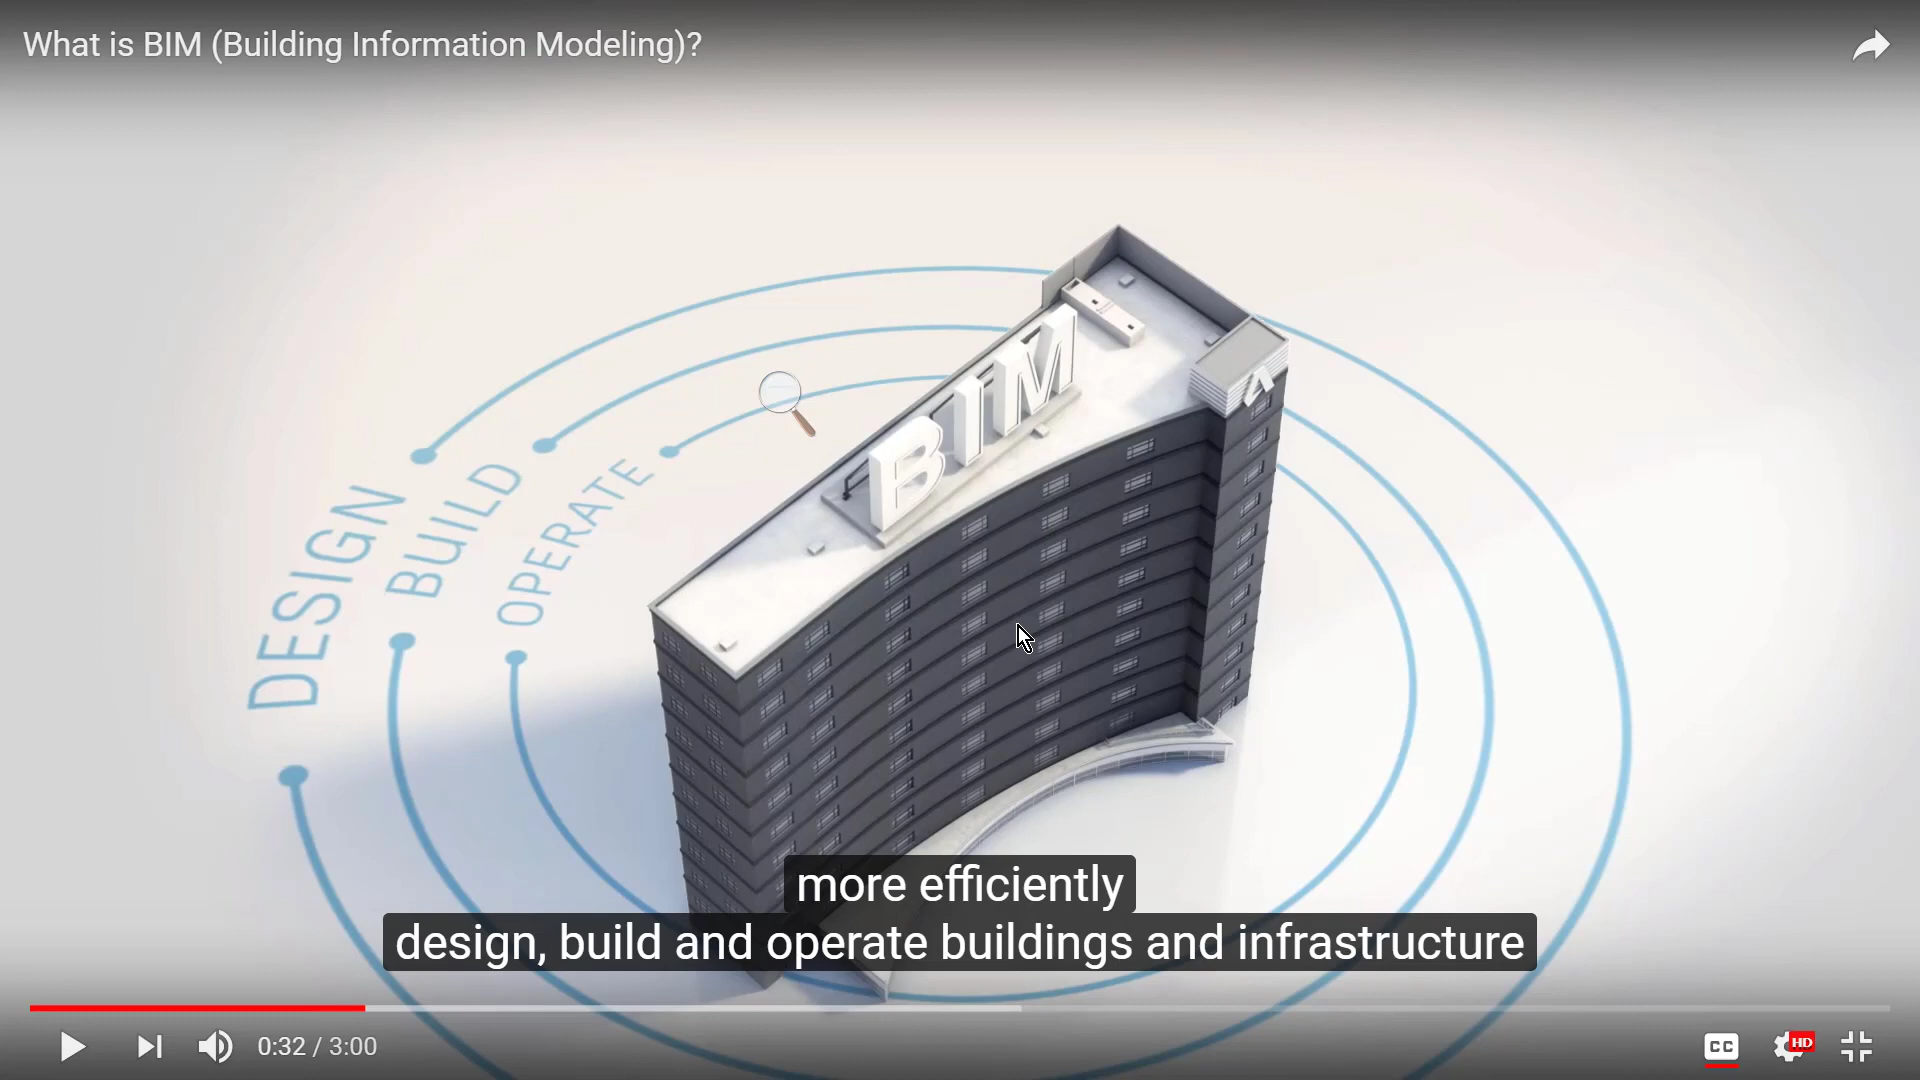 What is BIM (Building Information Modeling)?
BIM
DESIGN
BUILD
OPERATE
more efficiently
design, build and operate buildings and infrastructure
0:32 / 3:00
CC
HD